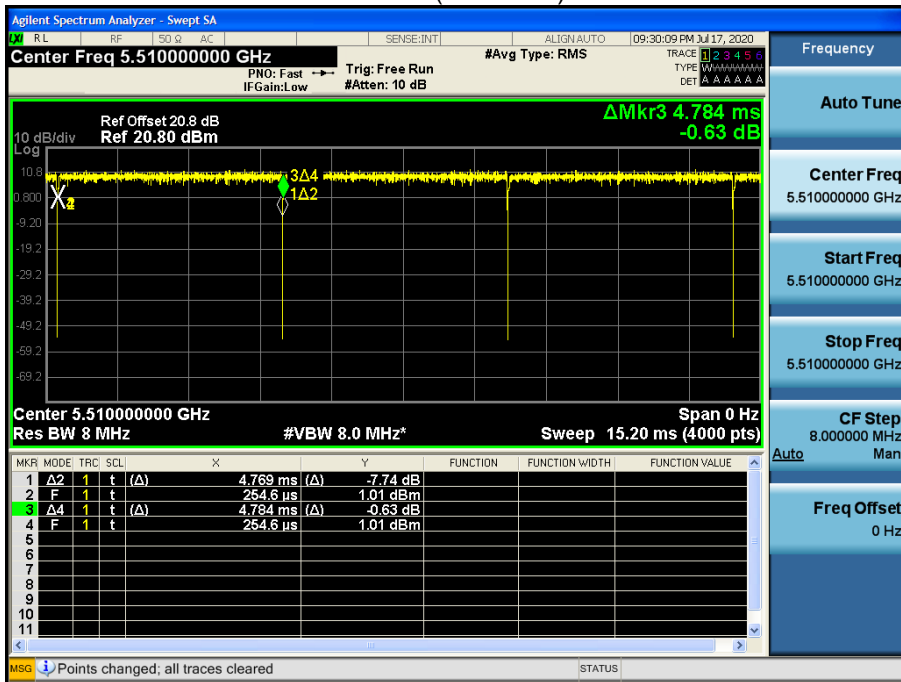 Agilent Spectrum Analyzer - Swept SA
LXI RL RF 50 Ω AC SENSE:INT ALIGN AUTO 09:30:09 PM Jul 17, 2020
Center Freq 5.510000000 GHz #Avg Type: RMS TRACE 1 2 3 4 5 6
PNO: Fast Trig: Free Run TYPE WWWWWW
IFGain:Low #Atten: 10 dB DET A A A A A A
Frequency
Auto Tune
Center Freq
5.510000000 GHz
Start Freq
5.510000000 GHz
Stop Freq
5.510000000 GHz
CF Step
8.000000 MHz
Auto Man
Freq Offset
0 Hz
ΔMkr3 4.784 ms
-0.63 dB
Ref Offset 20.8 dB
10 dB/div Ref 20.80 dBm
Log
10.8
0.800
-9.20
-19.2
-29.2
-39.2
-49.2
-59.2
-69.2
3Δ4
1Δ2
Center 5.510000000 GHz Span 0 Hz
Res BW 8 MHz #VBW 8.0 MHz* Sweep 15.20 ms (4000 pts)
MKR MODE TRC SCL X Y FUNCTION FUNCTION WIDTH FUNCTION VALUE
1 Δ2 1 t (Δ) 4.769 ms (Δ) -7.74 dB
2 F 1 t 254.6 µs 1.01 dBm
3 Δ4 1 t (Δ) 4.784 ms (Δ) -0.63 dB
4 F 1 t 254.6 µs 1.01 dBm
5
6
7
8
9
10
11
MSG Points changed; all traces cleared STATUS